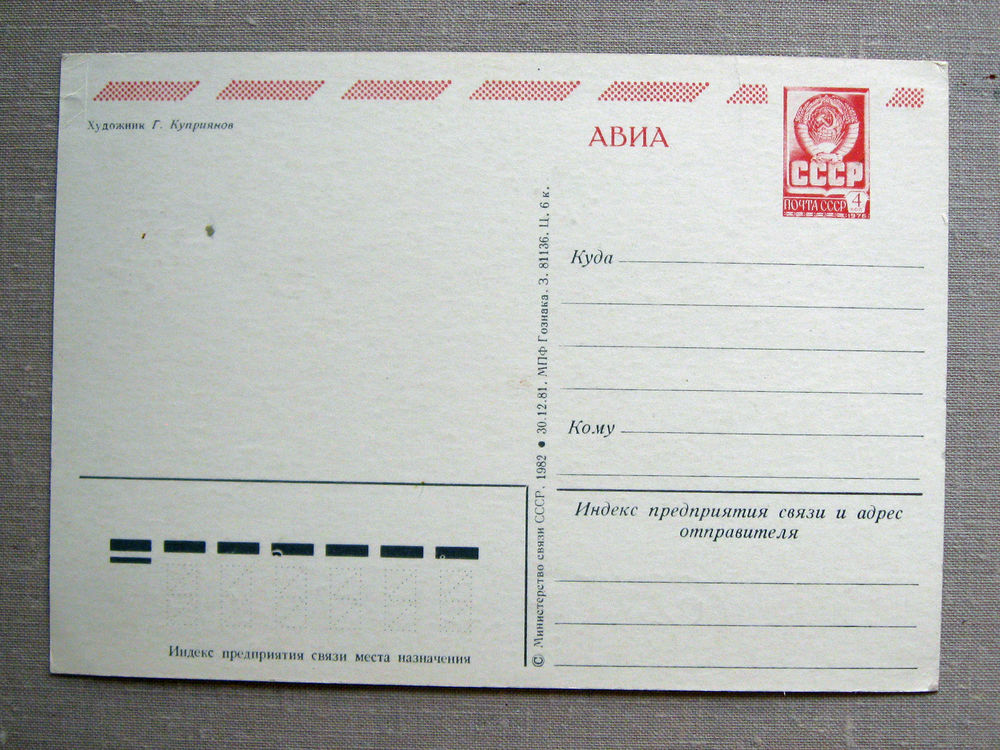 Художник Г. Куприянов
АВИА
СССР
ПОЧТА СССР 4
1976
Куда
Кому
Индекс предприятия связи и адрес
отправителя
© Министерство связи СССР. 1982 • 30.12.81. МПФ Гознака. З. 81136. Ц. 6 к.
Индекс предприятия связи места назначения